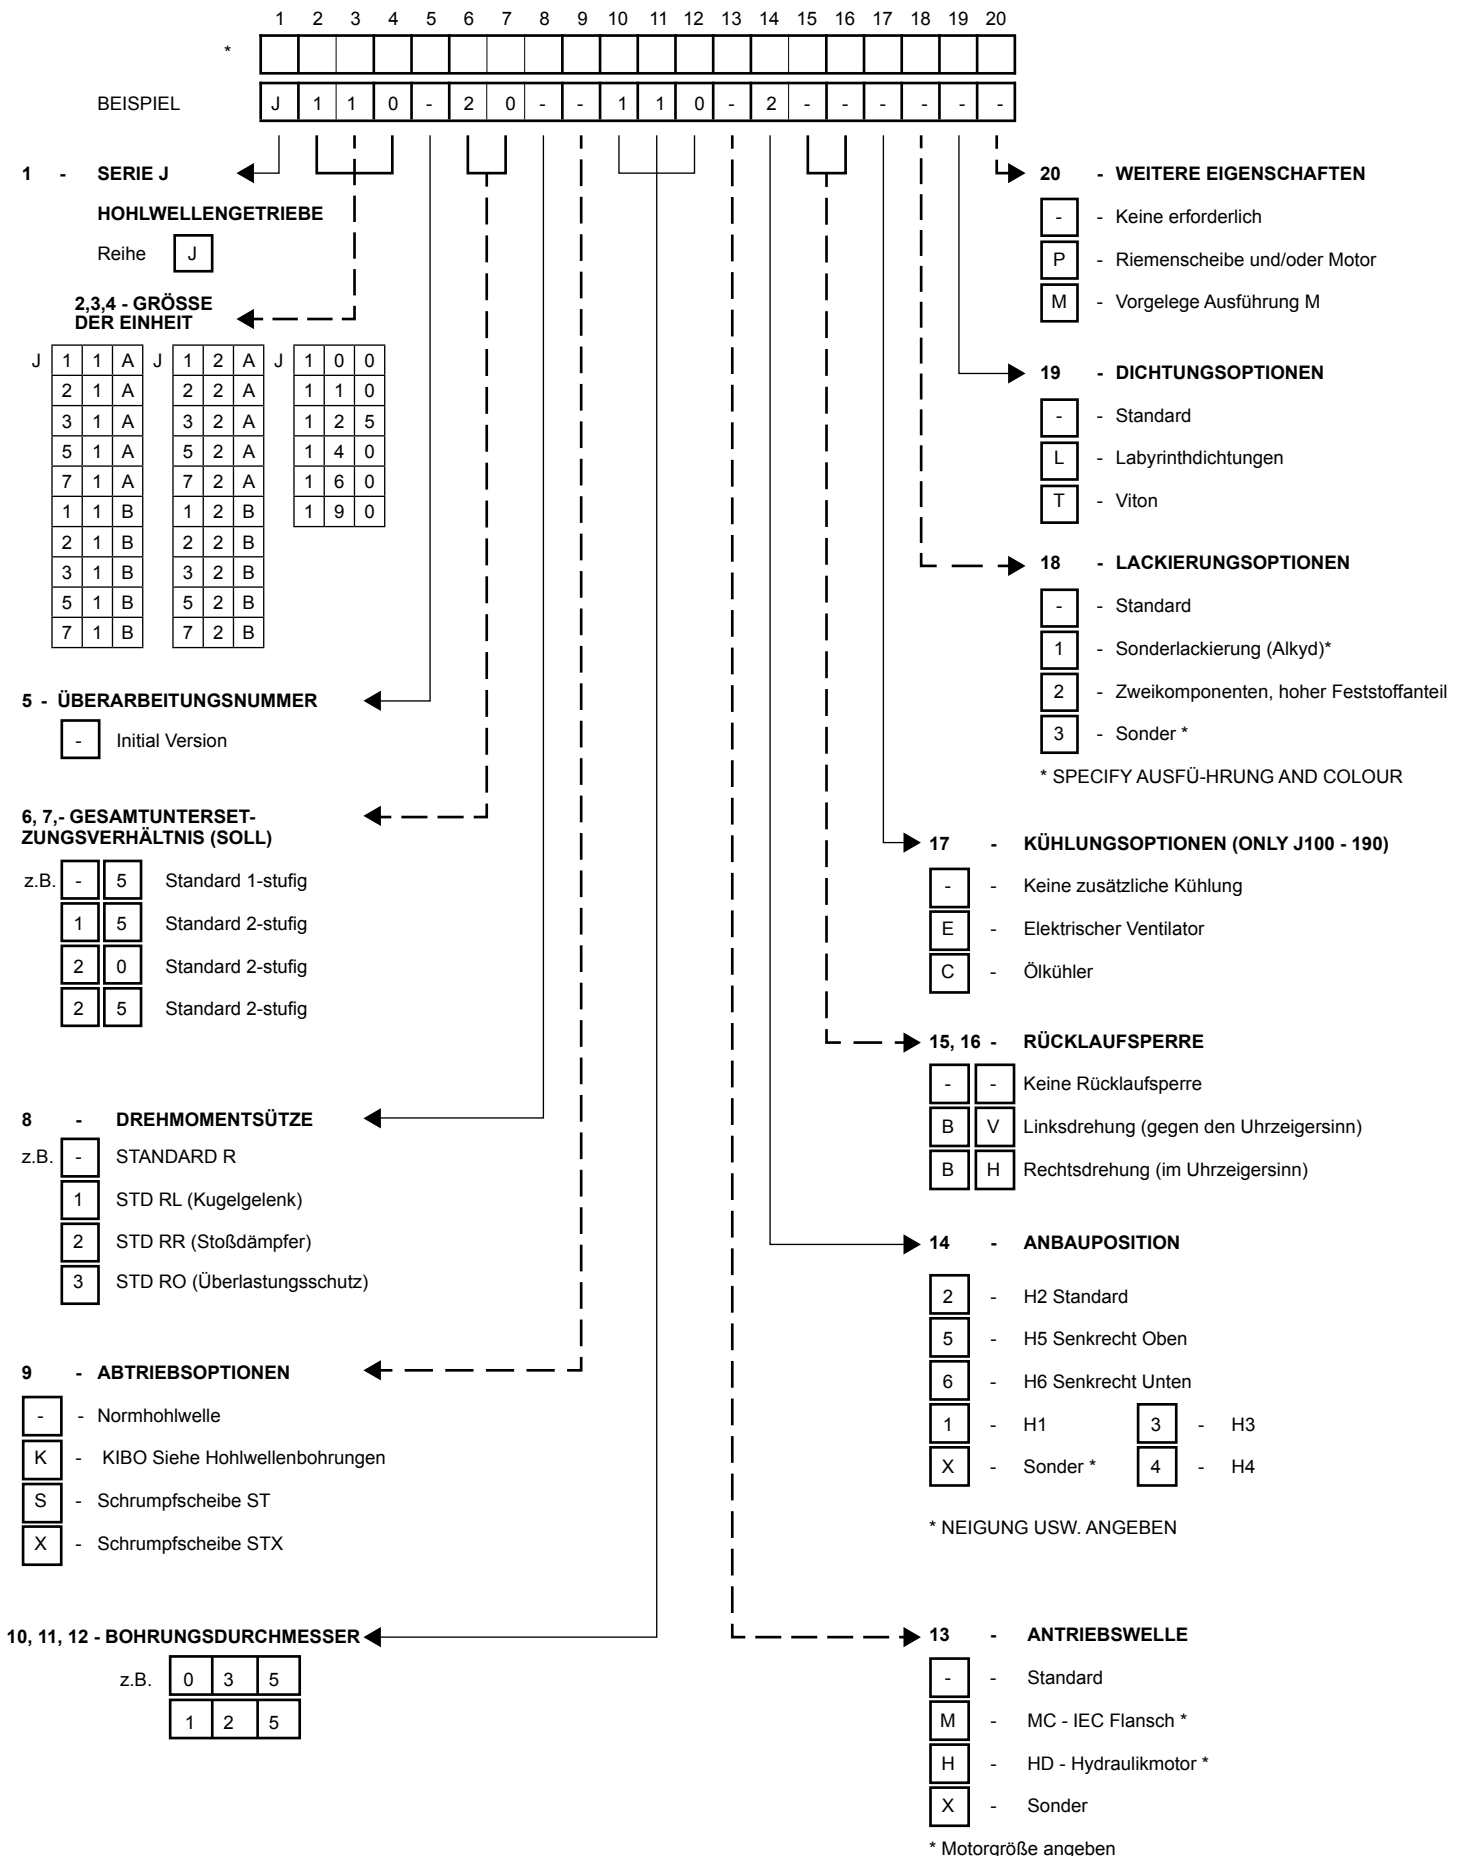 1 2 3 4 5 6 7 8 9 10 11 12 13 14 15 16 17 18 19 20
*
BEISPIEL J 1 1 0 - 2 0 - - 1 1 0 - 2 - - - - - -
1 - SERIE J
HOHLWELLENGETRIEBE
Reihe J
2,3,4 - GRÖSSE
DER EINHEIT
J 1 1 A J 1 2 A J 1 0 0
2 1 A 2 2 A 1 1 0
3 1 A 3 2 A 1 2 5
5 1 A 5 2 A 1 4 0
7 1 A 7 2 A 1 6 0
1 1 B 1 2 B 1 9 0
2 1 B 2 2 B
3 1 B 3 2 B
5 1 B 5 2 B
7 1 B 7 2 B
5 - ÜBERARBEITUNGSNUMMER
- Initial Version
6, 7,- GESAMTUNTERSET-
ZUNGSVERHÄLTNIS (SOLL)
z.B. - 5 Standard 1-stufig
1 5 Standard 2-stufig
2 0 Standard 2-stufig
2 5 Standard 2-stufig
8 - DREHMOMENTSÜTZE
z.B. - STANDARD R
1 STD RL (Kugelgelenk)
2 STD RR (Stoßdämpfer)
3 STD RO (Überlastungsschutz)
9 - ABTRIEBSOPTIONEN
- - Normhohlwelle
K - KIBO Siehe Hohlwellenbohrungen
S - Schrumpfscheibe ST
X - Schrumpfscheibe STX
10, 11, 12 - BOHRUNGSDURCHMESSER
z.B. 0 3 5
1 2 5
20 - WEITERE EIGENSCHAFTEN
- - Keine erforderlich
P - Riemenscheibe und/oder Motor
M - Vorgelege Ausführung M
19 - DICHTUNGSOPTIONEN
- - Standard
L - Labyrinthdichtungen
T - Viton
18 - LACKIERUNGSOPTIONEN
- - Standard
1 - Sonderlackierung (Alkyd)*
2 - Zweikomponenten, hoher Feststoffanteil
3 - Sonder *
* SPECIFY AUSFÜ-HRUNG AND COLOUR
17 - KÜHLUNGSOPTIONEN (ONLY J100 - 190)
- - Keine zusätzliche Kühlung
E - Elektrischer Ventilator
C - Ölkühler
15, 16 - RÜCKLAUFSPERRE
- - Keine Rücklaufsperre
B V Linksdrehung (gegen den Uhrzeigersinn)
B H Rechtsdrehung (im Uhrzeigersinn)
14 - ANBAUPOSITION
2 - H2 Standard
5 - H5 Senkrecht Oben
6 - H6 Senkrecht Unten
1 - H1 3 - H3
X - Sonder * 4 - H4
* NEIGUNG USW. ANGEBEN
13 - ANTRIEBSWELLE
- - Standard
M - MC - IEC Flansch *
H - HD - Hydraulikmotor *
X - Sonder
* Motorgröße angeben